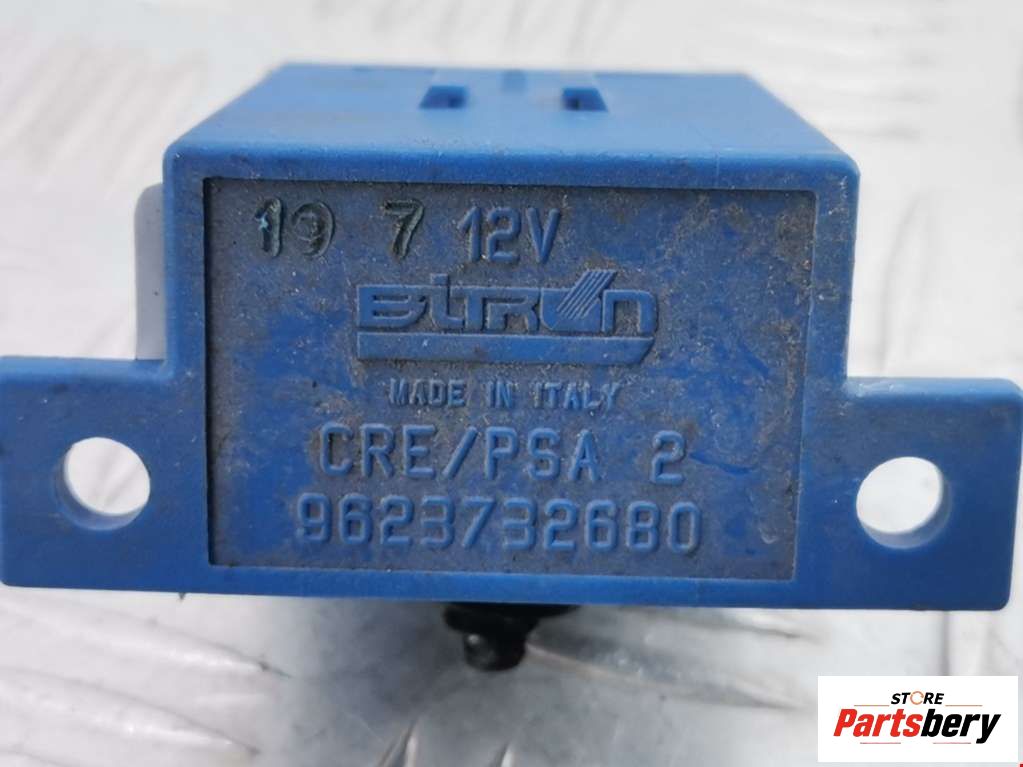 19 7 12V
BITRON
MADE IN ITALY
CRE/PSA 2
9623732680
STORE
Partsbery